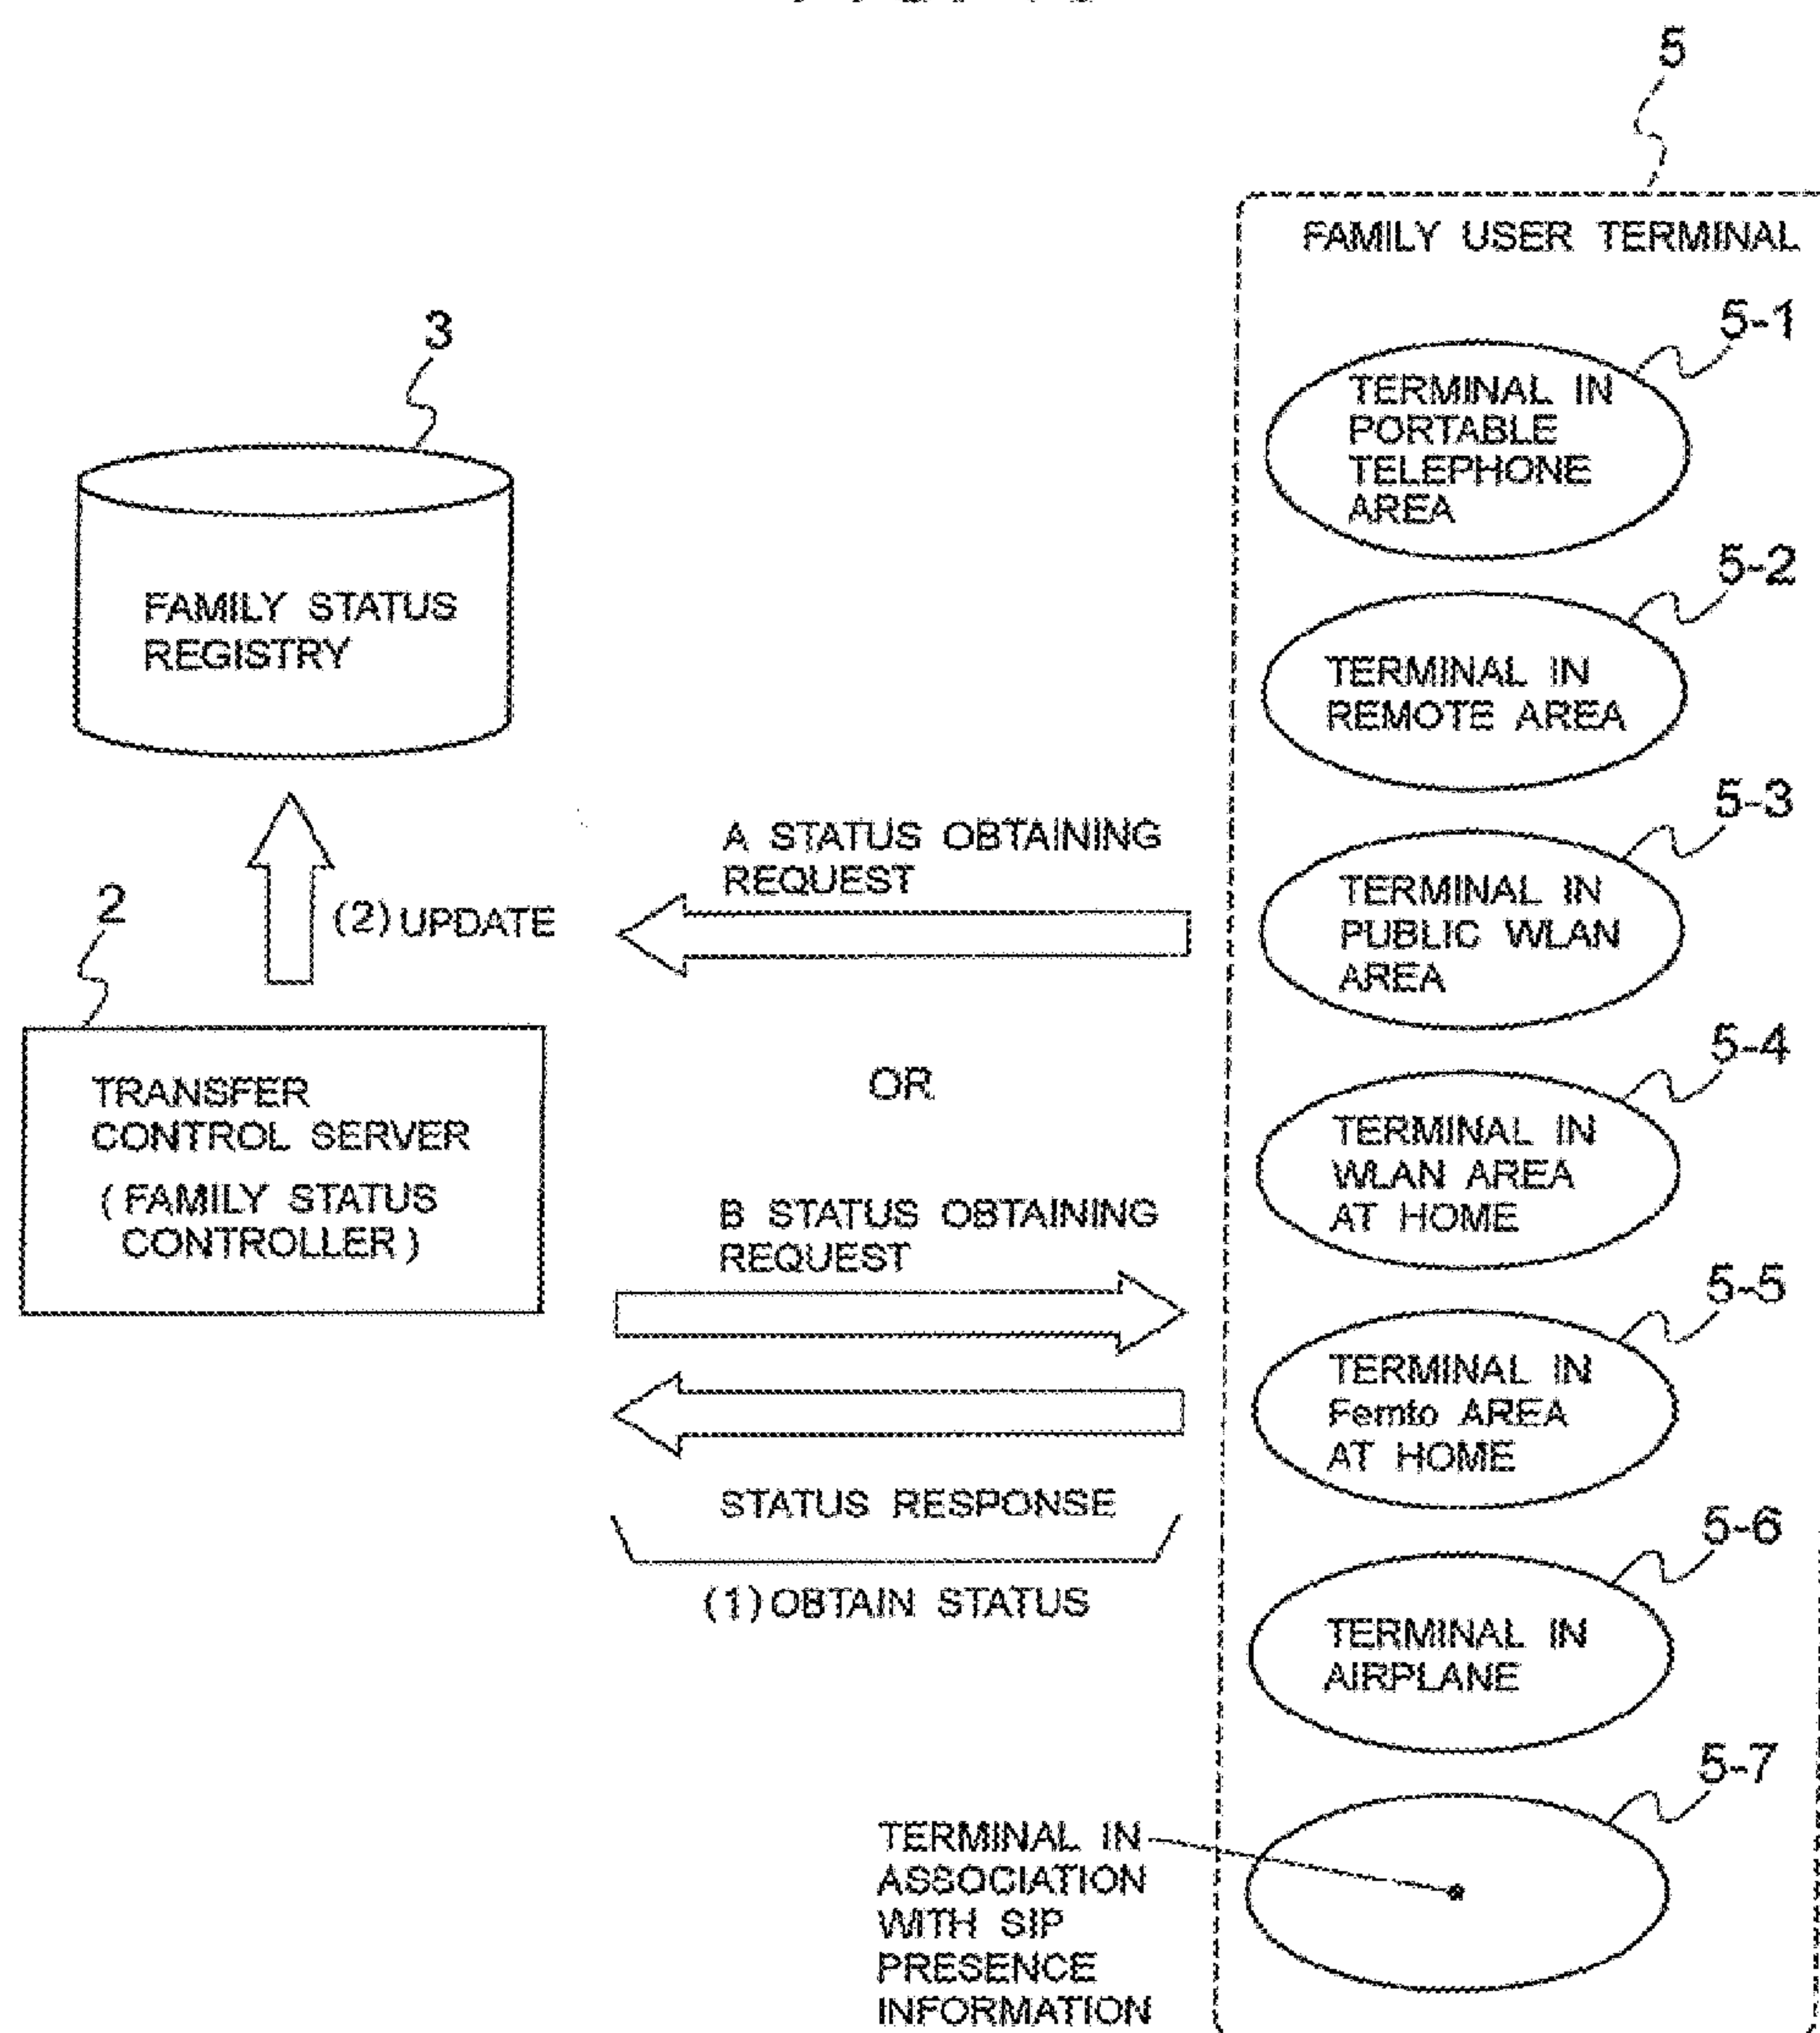 5
FAMILY USER TERMINAL
5-1
TERMINAL IN
PORTABLE
TELEPHONE
AREA
3
FAMILY STATUS
REGISTRY
5-2
TERMINAL IN
REMOTE AREA
5-3
TERMINAL IN
PUBLIC WLAN
AREA
A STATUS OBTAINING
REQUEST
(2) UPDATE
2
TRANSFER
CONTROL SERVER
(FAMILY STATUS
CONTROLLER)
OR
5-4
TERMINAL IN
WLAN AREA
AT HOME
B STATUS OBTAINING
REQUEST
5-5
TERMINAL IN
Femto AREA
AT HOME
STATUS RESPONSE
(1) OBTAIN STATUS
5-6
TERMINAL IN
AIRPLANE
5-7
TERMINAL IN
ASSOCIATION
WITH SIP
PRESENCE
INFORMATION